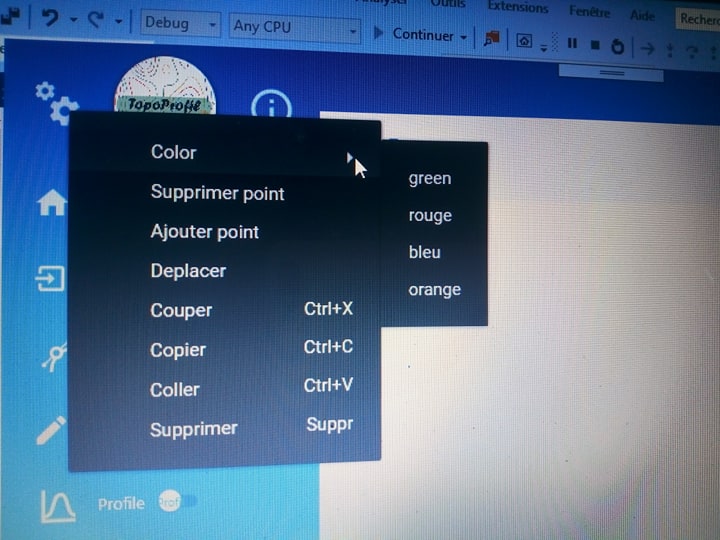 Outils
Extensions
Fenêtre
Aide
Debug
Any CPU
Continuer
TopoProfil
Color
green
Supprimer point
rouge
Ajouter point
bleu
Deplacer
orange
Couper Ctrl+X
Copier Ctrl+C
Coller Ctrl+V
Supprimer Suppr
Profile